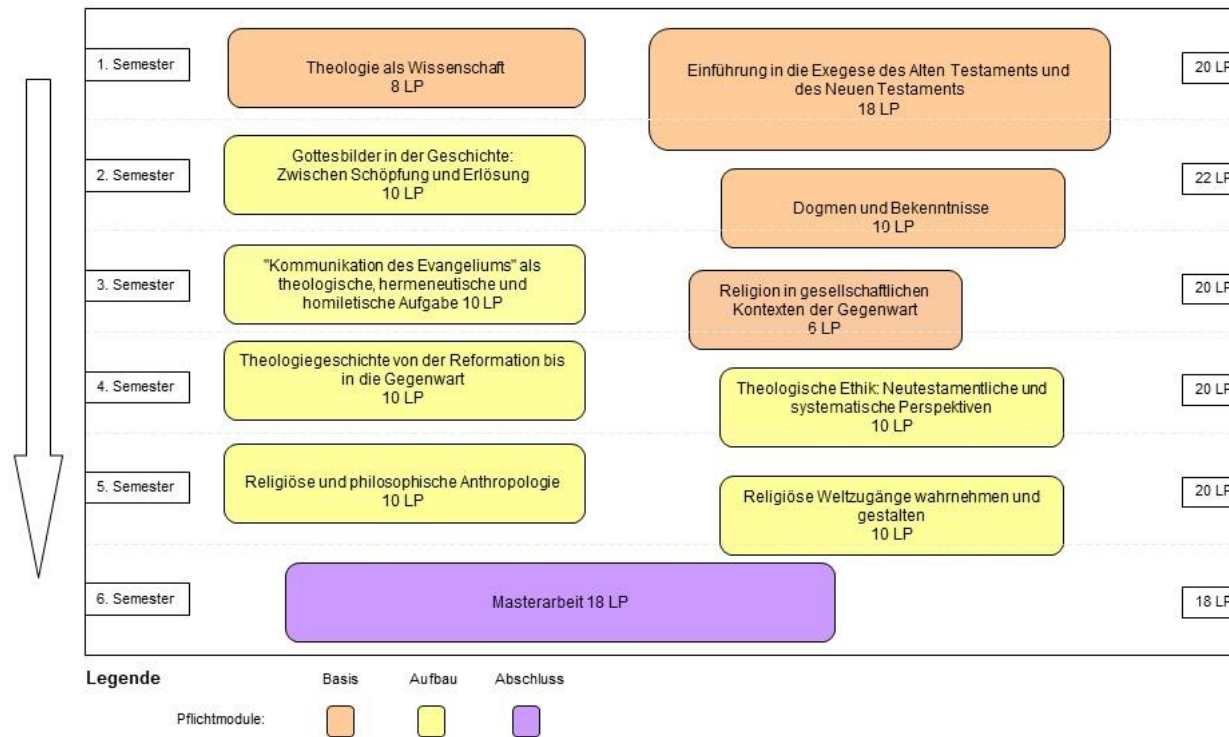 1. Semester
Theologie als Wissenschaft
8 LP
Einführung in die Exegese des Alten Testaments und
des Neuen Testaments
18 LP
20 LP
2. Semester
Gottesbilder in der Geschichte:
Zwischen Schöpfung und Erlösung
10 LP
Dogmen und Bekenntnisse
10 LP
22 LP
3. Semester
"Kommunikation des Evangeliums" als
theologische, hermeneutische und
homiletische Aufgabe 10 LP
Religion in gesellschaftlichen
Kontexten der Gegenwart
6 LP
20 LP
4. Semester
Theologiegeschichte von der Reformation bis
in die Gegenwart
10 LP
Theologische Ethik: Neutestamentliche und
systematische Perspektiven
10 LP
20 LP
5. Semester
Religiöse und philosophische Anthropologie
10 LP
Religiöse Weltzugänge wahrnehmen und
gestalten
10 LP
20 LP
6. Semester
Masterarbeit 18 LP
18 LP
Legende
Basis
Aufbau
Abschluss
Pflichtmodule: